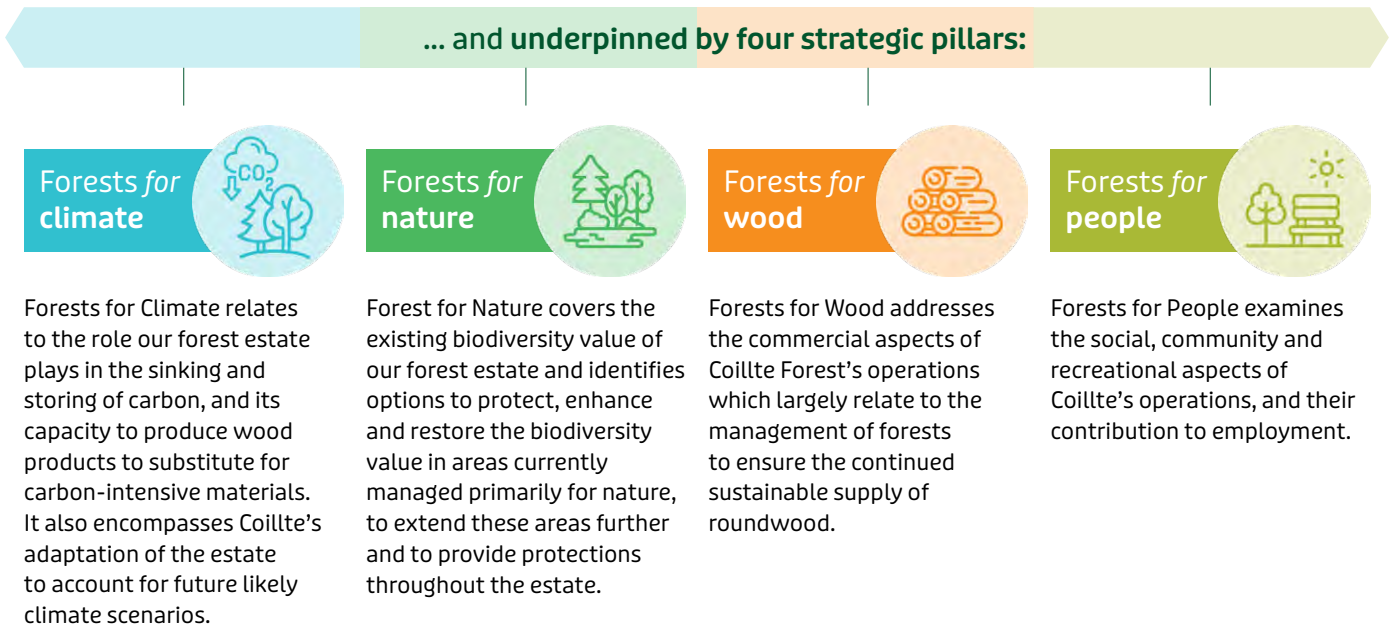 ... and underpinned by four strategic pillars:
Forests for
climate
CO2
Forests for Climate relates
to the role our forest estate
plays in the sinking and
storing of carbon, and its
capacity to produce wood
products to substitute for
carbon-intensive materials.
It also encompasses Coillte's
adaptation of the estate
to account for future likely
climate scenarios.
Forests for
nature
Forest for Nature covers the
existing biodiversity value of
our forest estate and identifies
options to protect, enhance
and restore the biodiversity
value in areas currently
managed primarily for nature,
to extend these areas further
and to provide protections
throughout the estate.
Forests for
wood
Forests for Wood addresses
the commercial aspects of
Coillte Forest's operations
which largely relate to the
management of forests
to ensure the continued
sustainable supply of
roundwood.
Forests for
people
Forests for People examines
the social, community and
recreational aspects of
Coillte's operations, and their
contribution to employment.